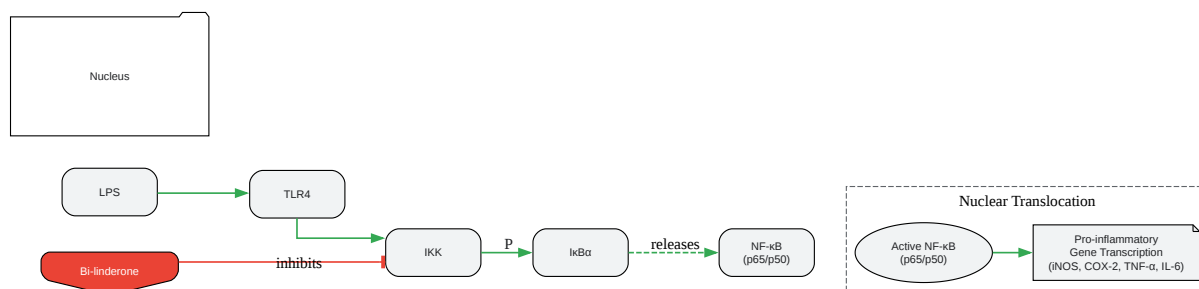 Nucleus
LPS
TLR4
Nuclear Translocation
Bi-linderone
inhibits
IKK
P
IκBα
releases
NF-κB
(p65/p50)
Active NF-κB
(p65/p50)
Pro-inflammatory
Gene Transcription
(iNOS, COX-2, TNF-α, IL-6)